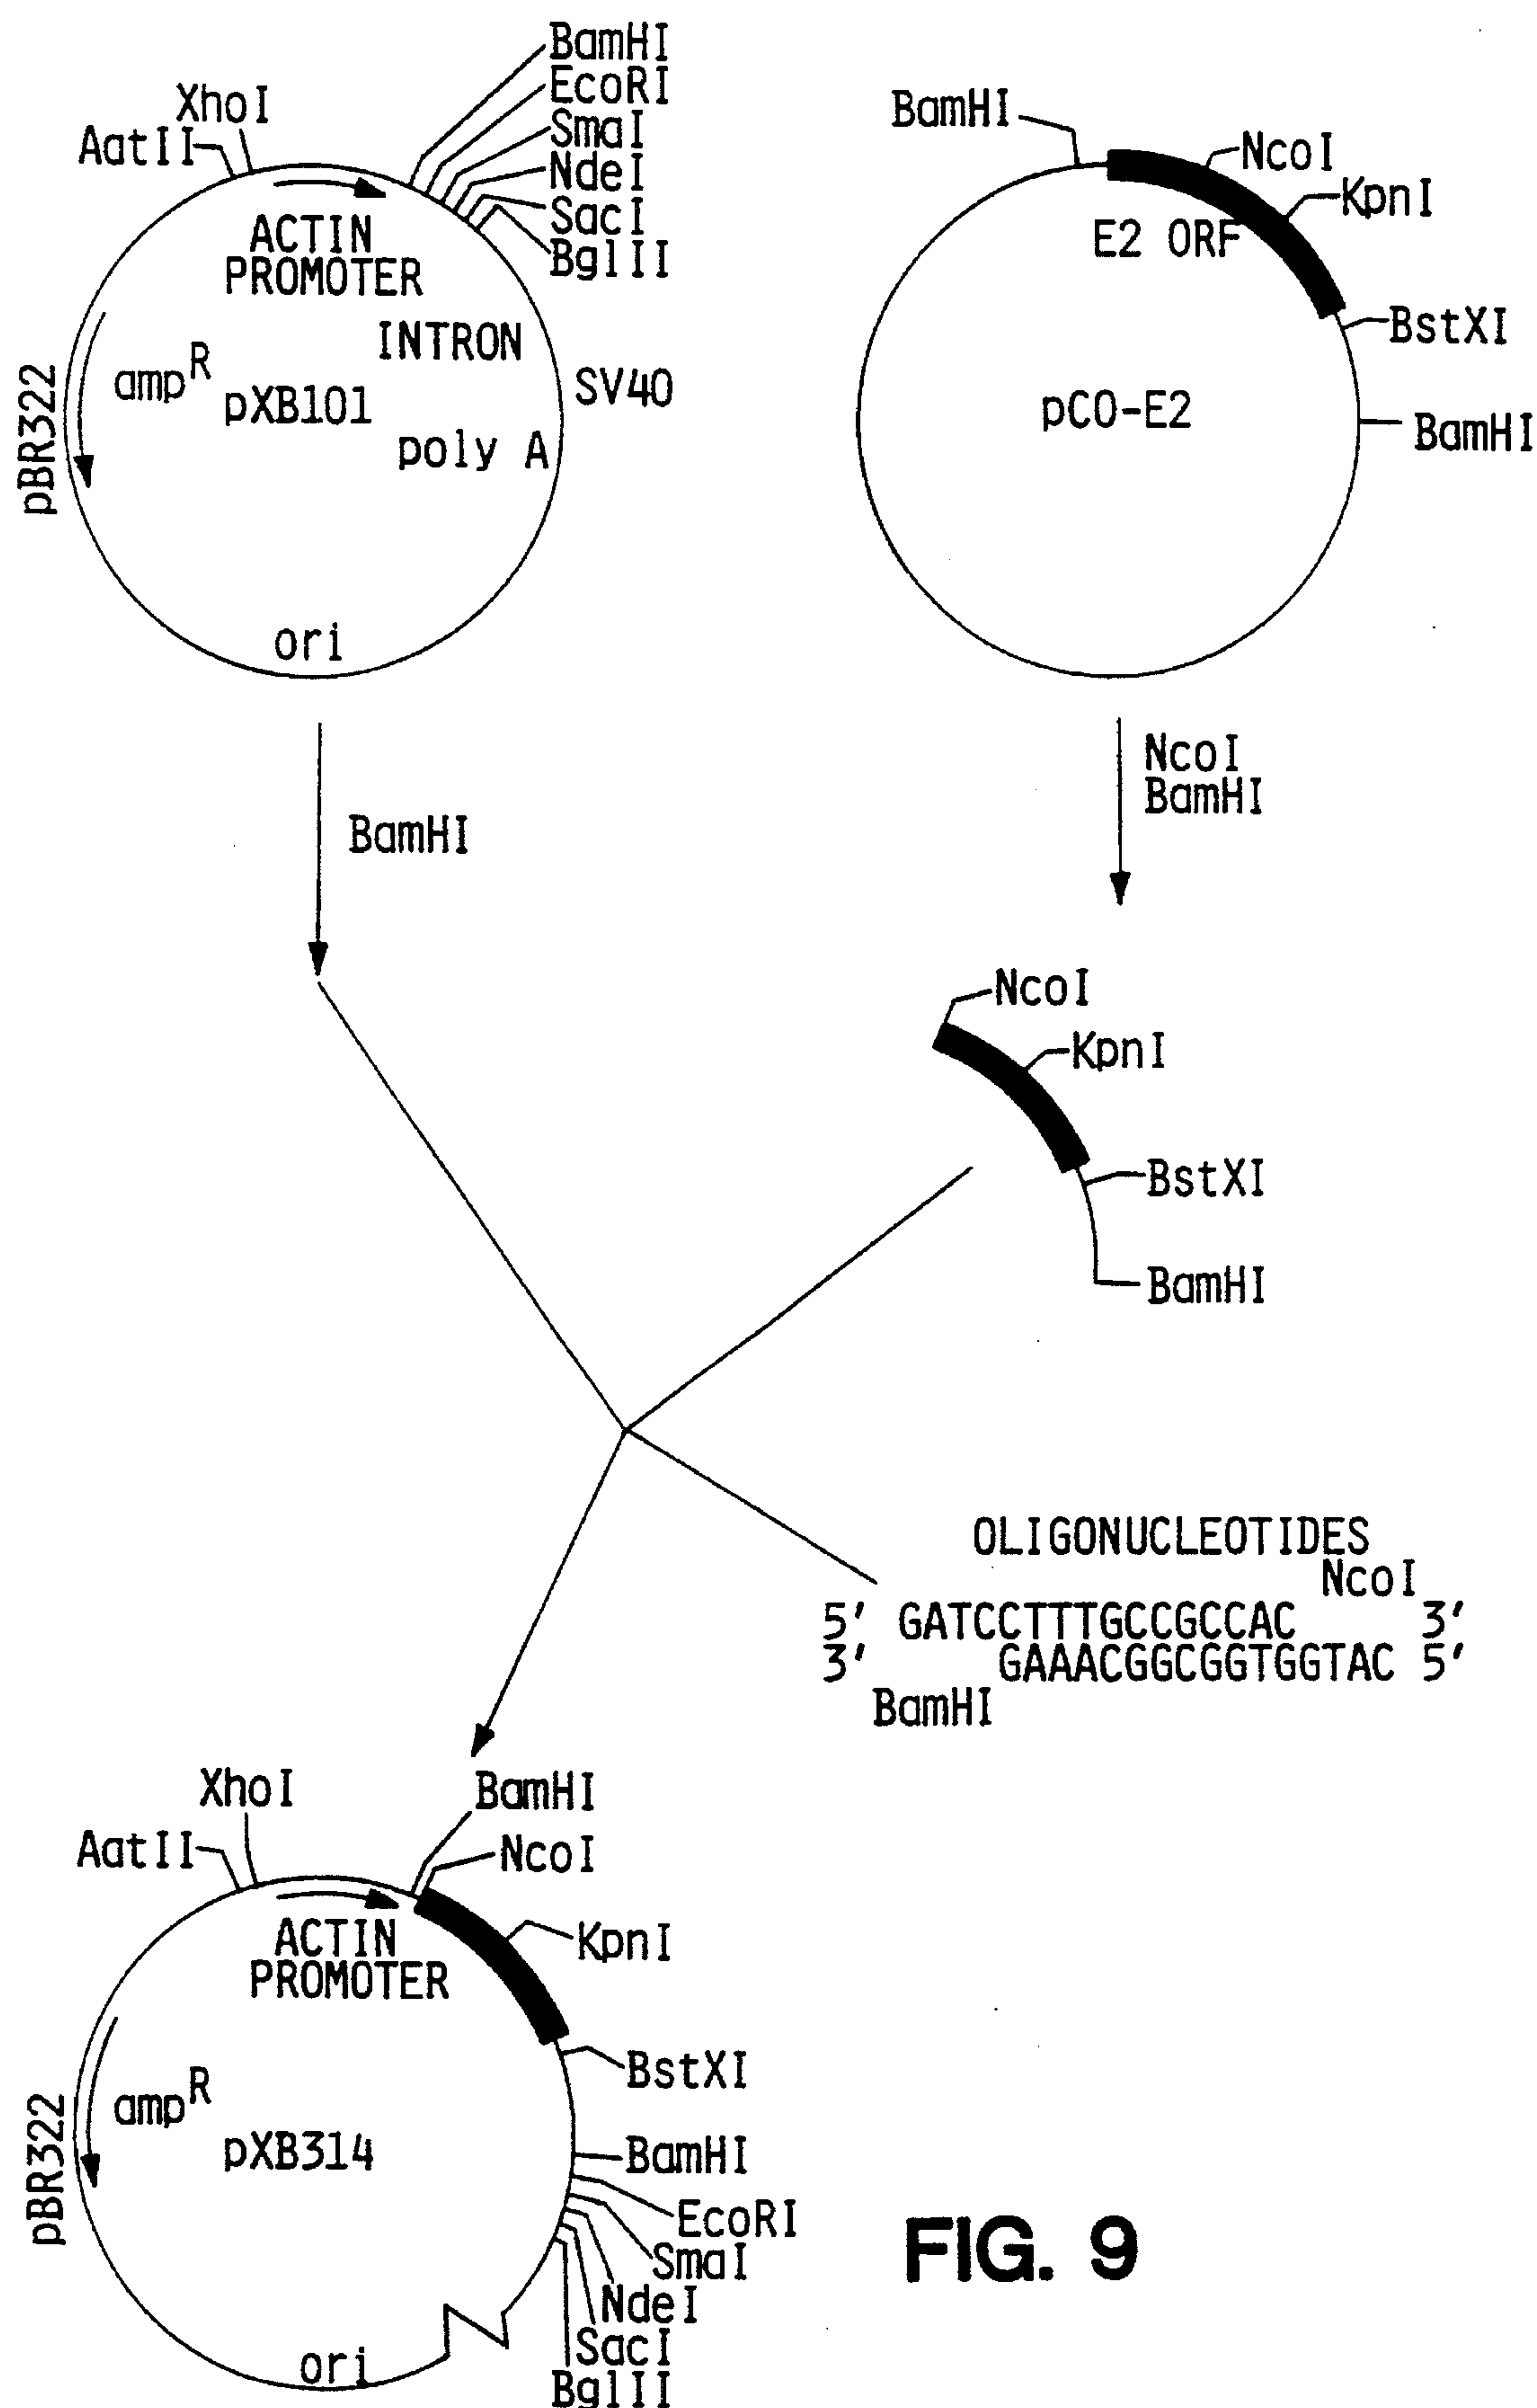 BamHI
EcoRI
SmaI
NdeI
SacI
BglII
XhoI
AatII
ACTIN
PROMOTER
INTRON
amp^R
pXB101
SV40
poly A
pBR322
ori
BamHI
NcoI
KpnI
E2 ORF
BstXI
pCO-E2
BamHI
BamHI
NcoI
BamHI
NcoI
KpnI
BstXI
BamHI
OLIGONUCLEOTIDES
NcoI
5' GATCCTTTGCCGCCAC 3'
3' GAAACGGCGGTGGTAC 5'
BamHI
XhoI
AatII
BamHI
NcoI
ACTIN
PROMOTER
KpnI
amp^R
pXB314
pBR322
BstXI
BamHI
EcoRI
SmaI
NdeI
SacI
BglII
ori
FIG. 9